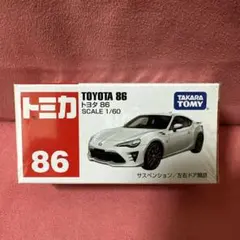 トミカ
86
TOYOTA 86
トヨタ 86
SCALE 1/60
TAKARA
TOMY
サスペンション/左右ドア開閉